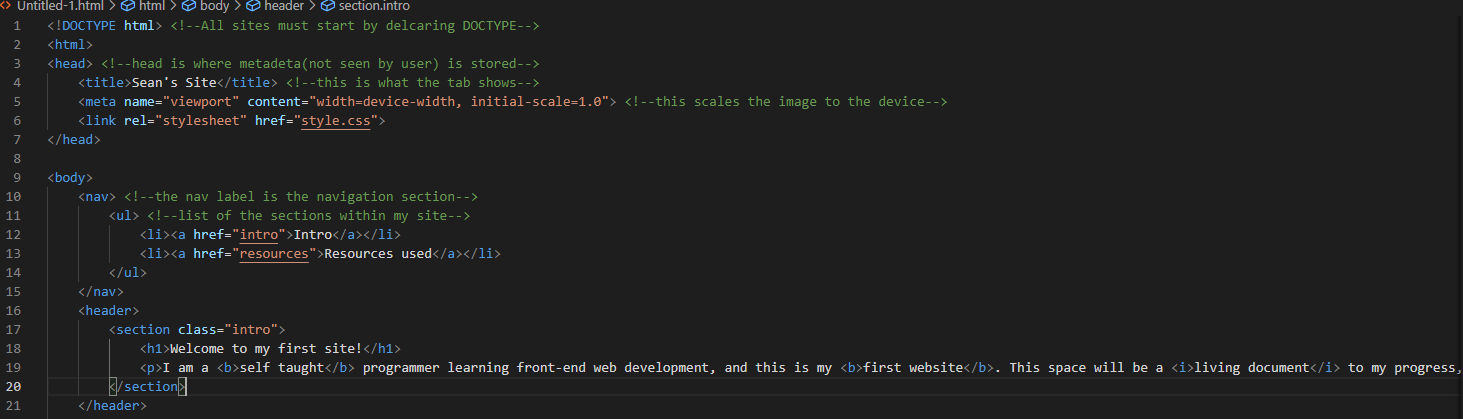 Untitled-1.html > html > body > header > section.intro
1 <!DOCTYPE html> <!--All sites must start by delcaring DOCTYPE-->
2 <html>
3 <head> <!--head is where metadeta(not seen by user) is stored-->
4 <title>Sean's Site</title> <!--this is what the tab shows-->
5 <meta name="viewport" content="width=device-width, initial-scale=1.0"> <!--this scales the image to the device-->
6 <link rel="stylesheet" href="style.css">
7 </head>
8
9 <body>
10 <nav> <!--the nav label is the navigation section-->
11 <ul> <!--list of the sections within my site-->
12 <li><a href="intro">Intro</a></li>
13 <li><a href="resources">Resources used</a></li>
14 </ul>
15 </nav>
16 <header>
17 <section class="intro">
18 <h1>Welcome to my first site!</h1>
19 <p>I am a <b>self taught</b> programmer learning front-end web development, and this is my <b>first website</b>. This space will be a <i>living document</i> to my progress,
20 </section>
21 </header>